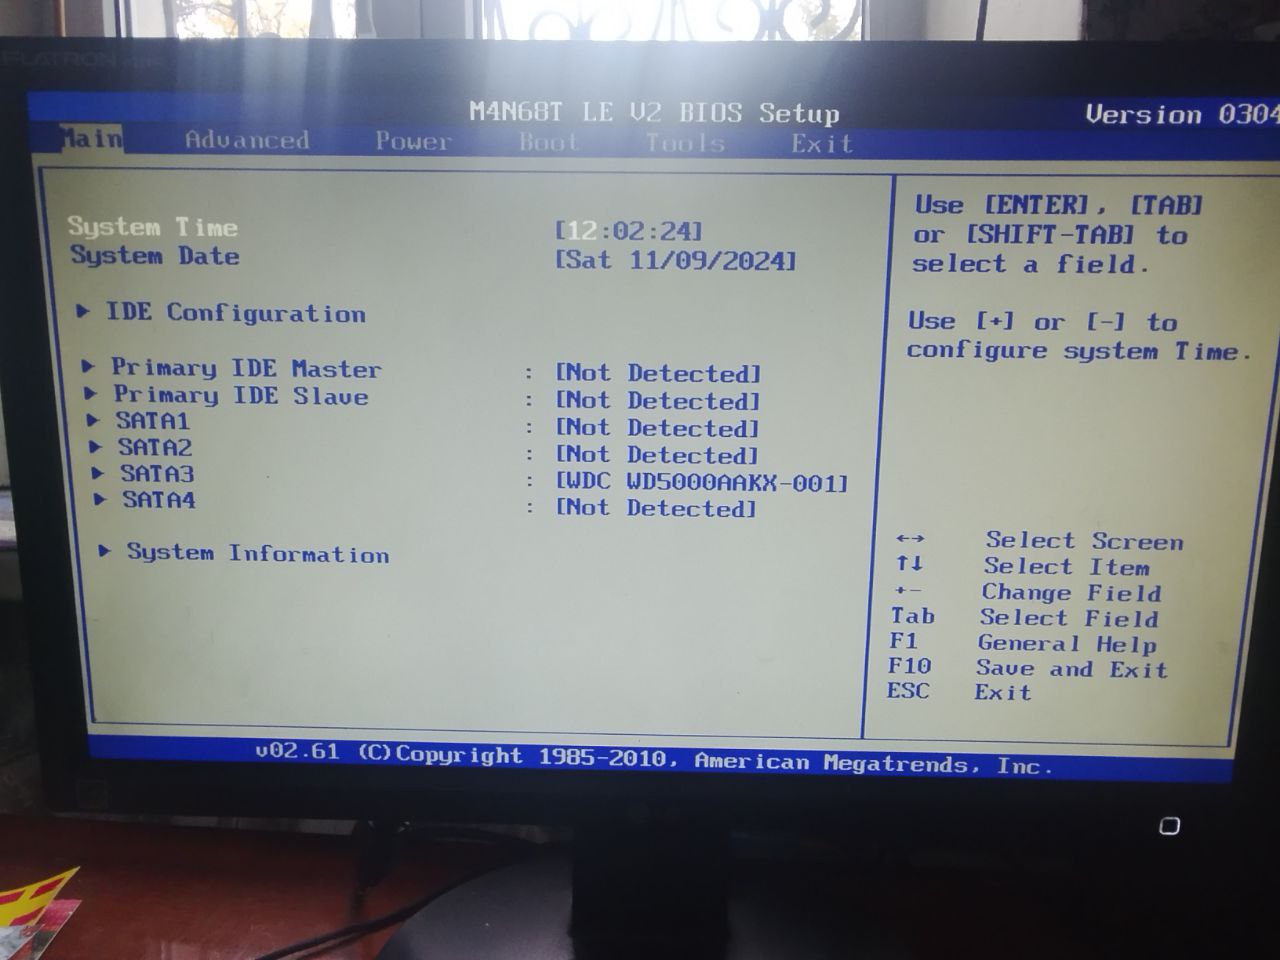 FLATRON
M4N68T LE V2 BIOS Setup Version 0304
Main Advanced Power Boot Tools Exit
System Time [12:02:24]
System Date [Sat 11/09/2024]
IDE Configuration
Primary IDE Master : [Not Detected]
Primary IDE Slave : [Not Detected]
SATA1 : [Not Detected]
SATA2 : [Not Detected]
SATA3 : [WDC WD5000AAKX-001]
SATA4 : [Not Detected]
System Information
Use [ENTER], [TAB]
or [SHIFT-TAB] to
select a field.
Use [+] or [-] to
configure system Time.
←→ Select Screen
↑↓ Select Item
+- Change Field
Tab Select Field
F1 General Help
F10 Save and Exit
ESC Exit
v02.61 (C)Copyright 1985-2010, American Megatrends, Inc.